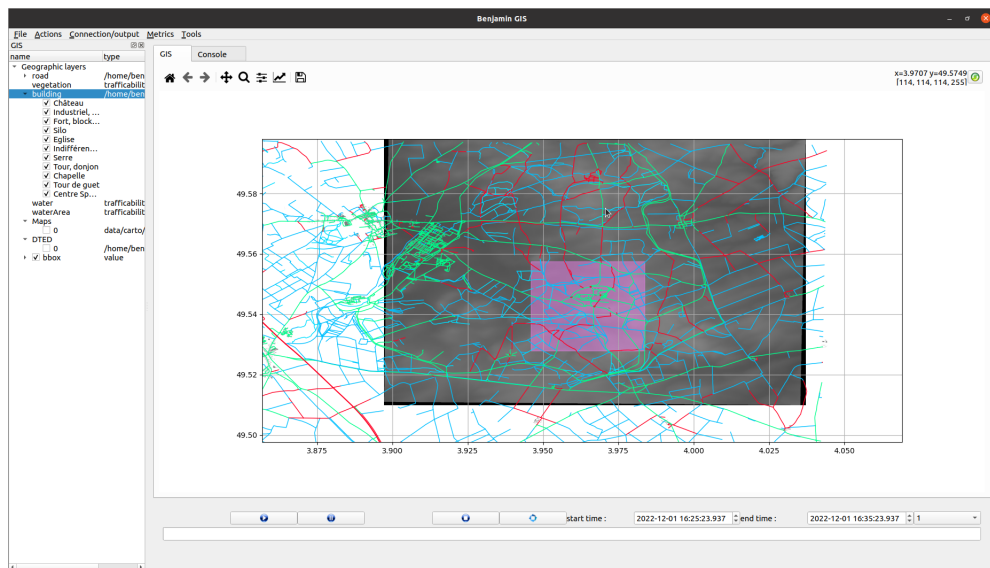 Benjamin GIS
File Actions Connection/output Metrics Tools
GIS
name type
Geographic layers
road /home/ben
vegetation trafficabilit
building /home/ben
Château
Industriel, ...
Fort, block...
Silo
Eglise
Indifféren...
Serre
Tour, donjon
Chapelle
Tour de guet
Centre Sp...
water trafficabilit
waterArea trafficabilit
Maps
0 data/carto/
DTED
0 /home/ben
bbox value
GIS Console
x=3.9707 y=49.5749
[114, 114, 114, 255]
49.58
49.56
49.54
49.52
49.50
3.875 3.900 3.925 3.950 3.975 4.000 4.025 4.050
start time : 2022-12-01 16:25:23.937 end time : 2022-12-01 16:35:23.937 1